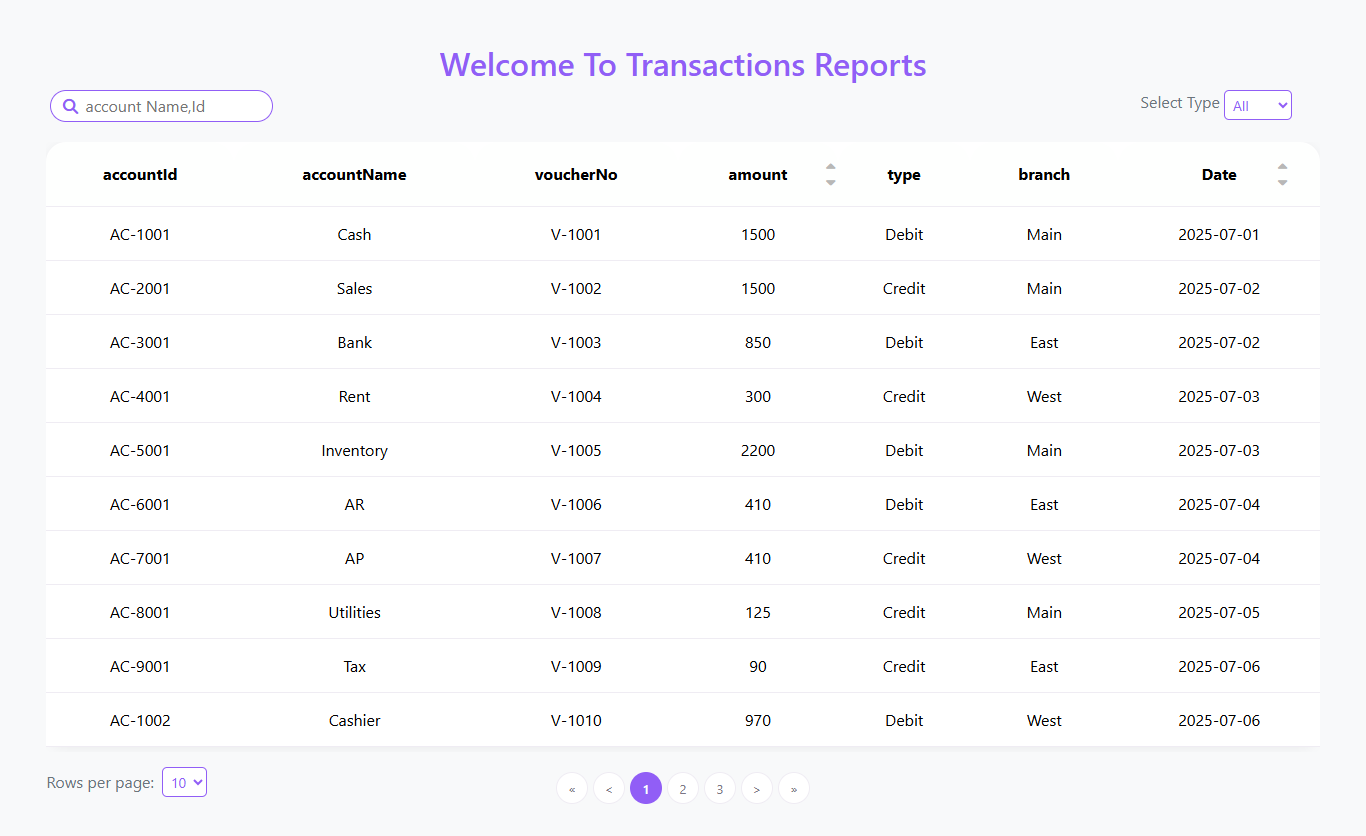 Welcome To Transactions Reports
account Name,Id
Select Type All
accountId accountName voucherNo amount type branch Date
AC-1001 Cash V-1001 1500 Debit Main 2025-07-01
AC-2001 Sales V-1002 1500 Credit Main 2025-07-02
AC-3001 Bank V-1003 850 Debit East 2025-07-02
AC-4001 Rent V-1004 300 Credit West 2025-07-03
AC-5001 Inventory V-1005 2200 Debit Main 2025-07-03
AC-6001 AR V-1006 410 Debit East 2025-07-04
AC-7001 AP V-1007 410 Credit West 2025-07-04
AC-8001 Utilities V-1008 125 Credit Main 2025-07-05
AC-9001 Tax V-1009 90 Credit East 2025-07-06
AC-1002 Cashier V-1010 970 Debit West 2025-07-06
Rows per page: 10
« < 1 2 3 > »